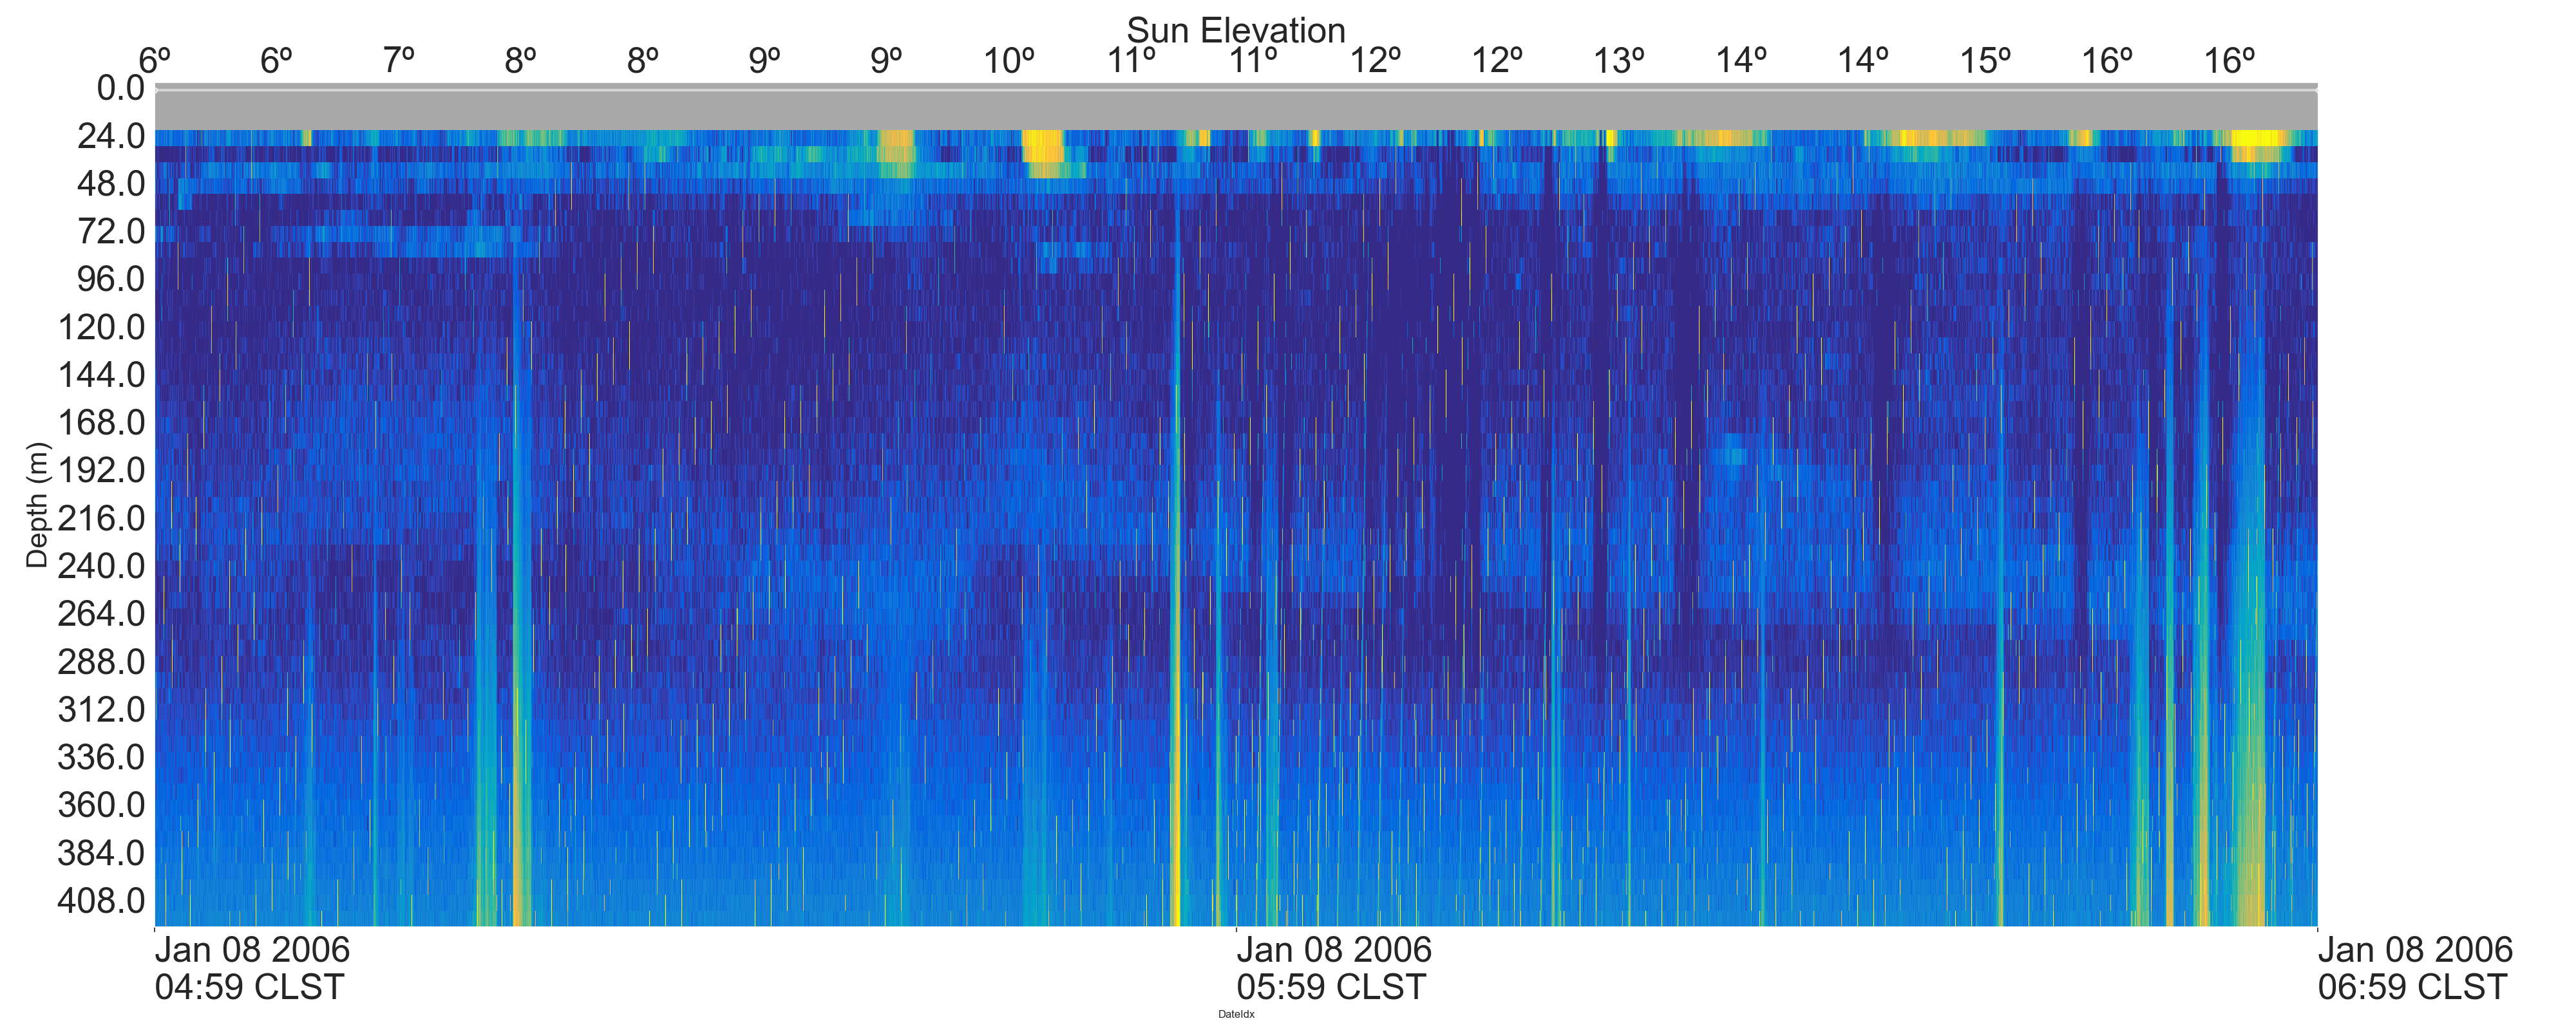 Sun Elevation
6º 6º 7º 8º 8º 9º 9º 10º 11º 11º 12º 12º 13º 14º 14º 15º 16º 16º
0.0
24.0
48.0
72.0
96.0
120.0
144.0
168.0
192.0
216.0
240.0
264.0
288.0
312.0
336.0
360.0
384.0
408.0
Depth (m)
Jan 08 2006
04:59 CLST
Jan 08 2006
05:59 CLST
Jan 08 2006
06:59 CLST
DateIdx